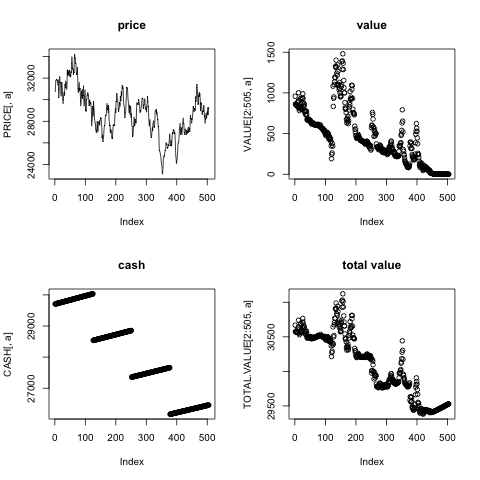 price
PRICE[, a]
24000 28000 32000
0 100 200 300 400 500
Index
value
VALUE[2:505, a]
0 500 1000 1500
0 100 200 300 400 500
Index
cash
CASH[, a]
27000 29000
0 100 200 300 400 500
Index
total value
TOTAL.VALUE[2:505, a]
29500 30500
0 100 200 300 400 500
Index